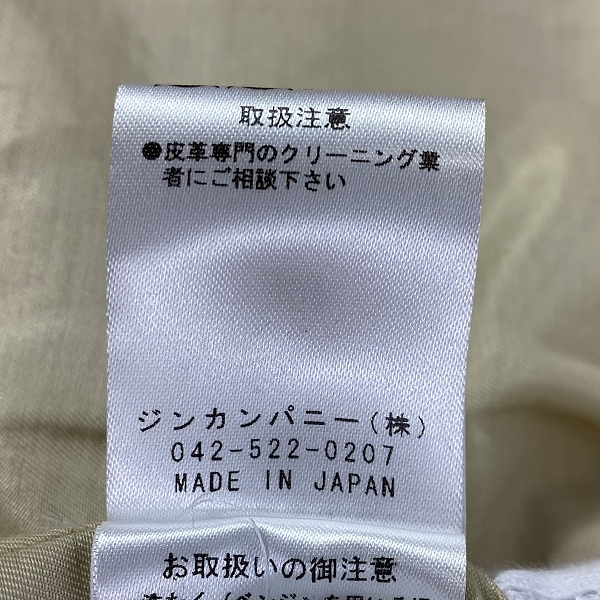 取扱注意
●皮革専門のクリーニング業
者にご相談下さい
ジンカンパニー(株)
042-522-0207
MADE IN JAPAN
お取扱いの御注意